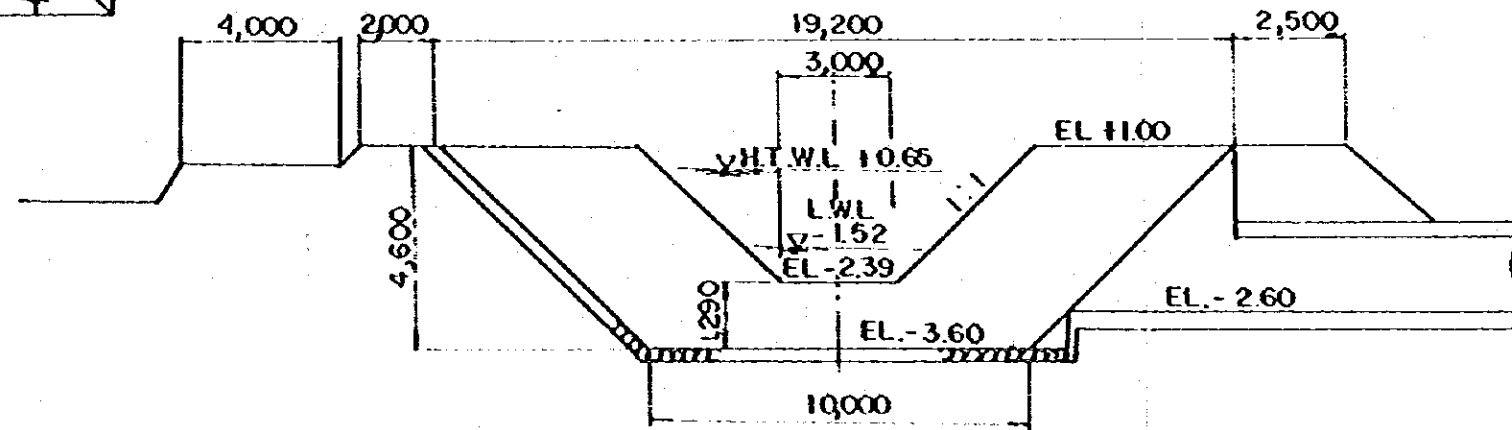 4,000
2,000
19,200
2,500
3,000
EL +1.00
H.T.W.L +0.65
1:1
L.W.L
-1.52
4,600
EL -2.39
1,290
EL. -2.60
EL. -3.60
10,000